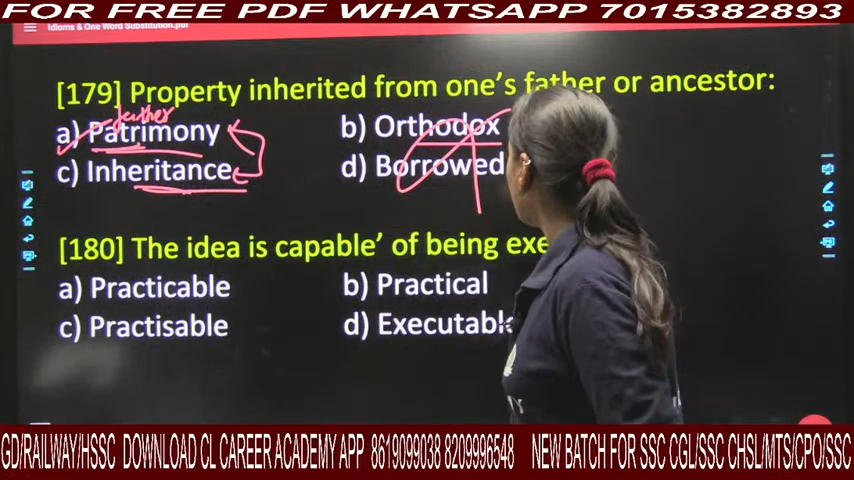 FOR FREE PDF WHATSAPP 7015382893
Idioms & One Word Substitution.pdf
[179] Property inherited from one's father or ancestor:
father
a) Patrimony b) Orthodox
c) Inheritance d) Borrowed
[180] The idea is capable' of being exe
a) Practicable b) Practical
c) Practisable d) Executable
GD/RAILWAY/HSSC DOWNLOAD CL CAREER ACADEMY APP 8619099038 8209996548 NEW BATCH FOR SSC CGL/SSC CHSL/MTS/CPO/SSC